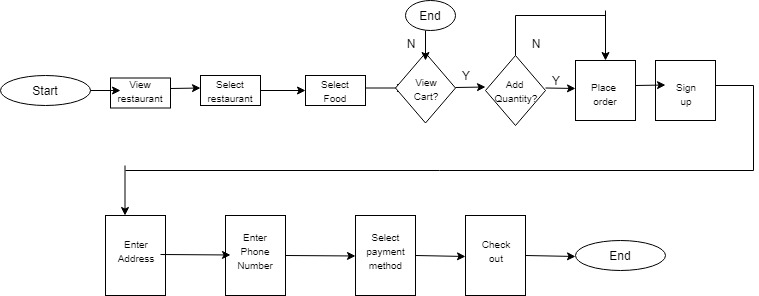 End
N
N
Start
View
restaurant
Select
restaurant
Select
Food
View
Cart?
Y
Add
Quantity?
Y
Place
order
Sign
up
Enter
Address
Enter
Phone
Number
Select
payment
method
Check
out
End